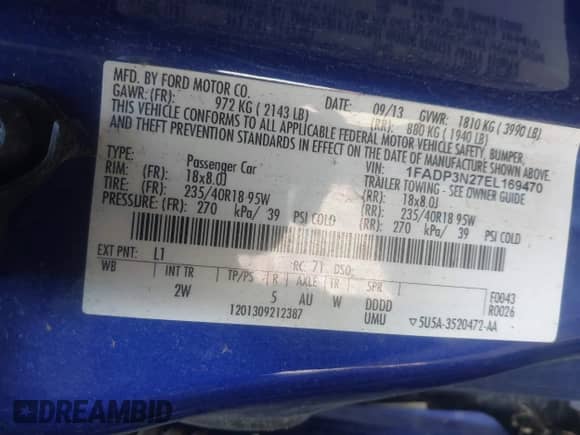 MFD. BY FORD MOTOR CO.
DATE: 09/13 GVWR: 1810 KG ( 3990 LB)
GAWR: (FR): 972 KG ( 2143 LB) (RR): 880 KG ( 1940 LB)
THIS VEHICLE CONFORMS TO ALL APPLICABLE FEDERAL MOTOR VEHICLE SAFETY, BUMPER,
AND THEFT PREVENTION STANDARDS IN EFFECT ON THE DATE OF MANUFACTURE SHOWN ABOVE.
1FADP3N27EL169470
TYPE: Passenger Car TRAILER TOWING - SEE OWNER GUIDE
RIM: (FR): 18x8.0J (RR): 18x8.0J
TIRE: (FR): 235/40R18 95W (RR): 235/40R18 95W
PRESSURE: (FR): 270 kPa/ 39 PSI COLD (RR): 270 kPa/ 39 PSI COLD
EXT PNT: L1 RC: 71 DSO: F0043
WB INT TR TP/PS R AXLE TR SPR R0026
2W 5 AU W DDDD
1201309212387 UMU ▽5U5A-3520472-AA
DREAMBID